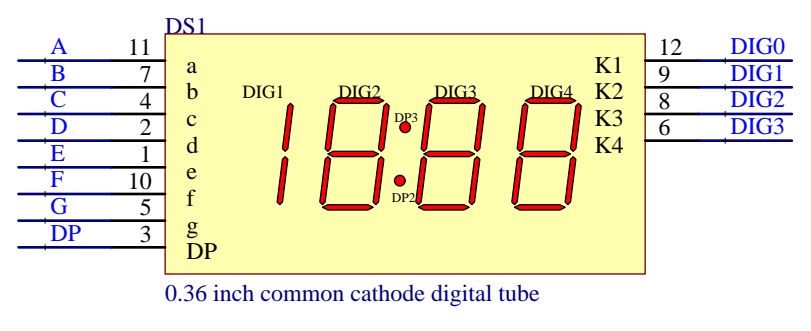 DS1
A 11 a K1 12 DIG0
B 7 b K2 9 DIG1
C 4 c K3 8 DIG2
D 2 d K4 6 DIG3
E 1 e
F 10 f
G 5 g
DP 3 DP
DIG1 DIG2 DIG3 DIG4
DP3
DP2
0.36 inch common cathode digital tube